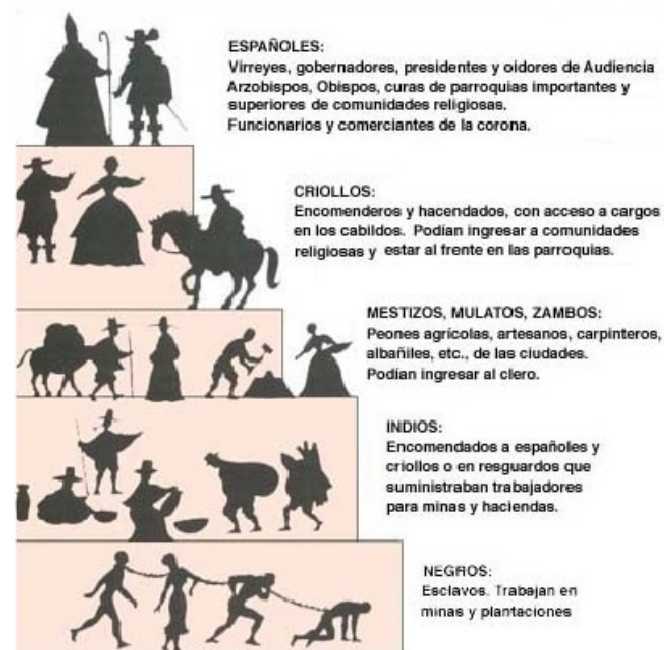 ESPAÑOLES:
Virreyes, gobernadores, presidentes y oidores de Audiencia
Arzobispos, Obispos, curas de parroquias importantes y
superiores de comunidades religiosas.
Funcionarios y comerciantes de la corona.
CRIOLLOS:
Encomenderos y hacendados, con acceso a cargos
en los cabildos. Podían ingresar a comunidades
religiosas y estar al frente en las parroquias.
MESTIZOS, MULATOS, ZAMBOS:
Peones agrícolas, artesanos, carpinteros,
albañiles, etc., de las ciudades.
Podían ingresar al clero.
INDIOS:
Encomendados a españoles y
criollos o en resguardos que
suministraban trabajadores
para minas y haciendas.
NEGROS:
Esclavos. Trabajan en
minas y plantaciones